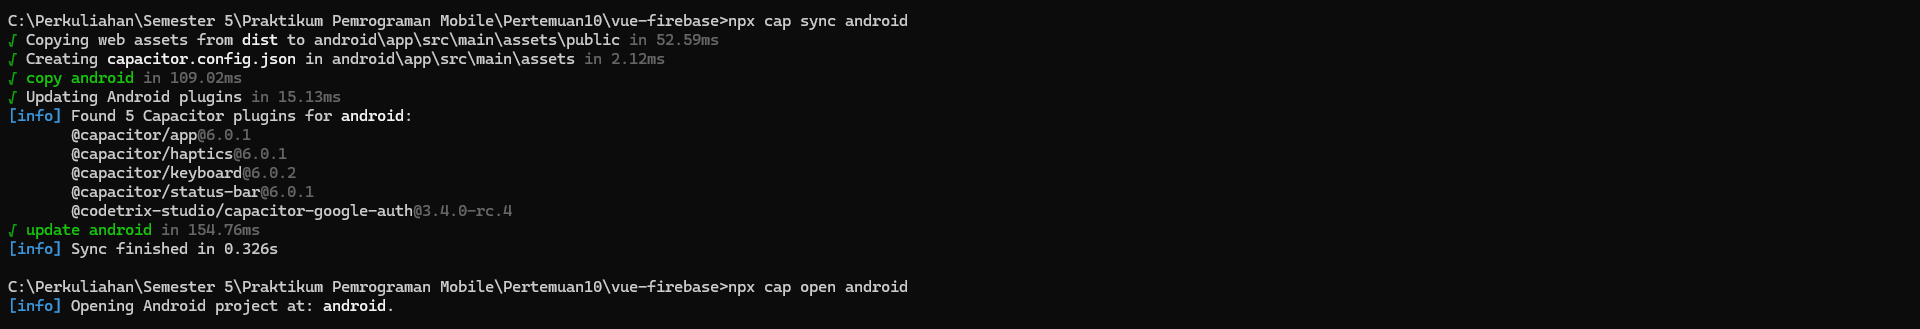 C:\Perkuliahan\Semester 5\Praktikum Pemrograman Mobile\Pertemuan10\vue-firebase>npx cap sync android
√ Copying web assets from dist to android\app\src\main\assets\public in 52.59ms
√ Creating capacitor.config.json in android\app\src\main\assets in 2.12ms
√ copy android in 109.02ms
√ Updating Android plugins in 15.13ms
[info] Found 5 Capacitor plugins for android:
@capacitor/app@6.0.1
@capacitor/haptics@6.0.1
@capacitor/keyboard@6.0.2
@capacitor/status-bar@6.0.1
@codetrix-studio/capacitor-google-auth@3.4.0-rc.4
√ update android in 154.76ms
[info] Sync finished in 0.326s
C:\Perkuliahan\Semester 5\Praktikum Pemrograman Mobile\Pertemuan10\vue-firebase>npx cap open android
[info] Opening Android project at: android.